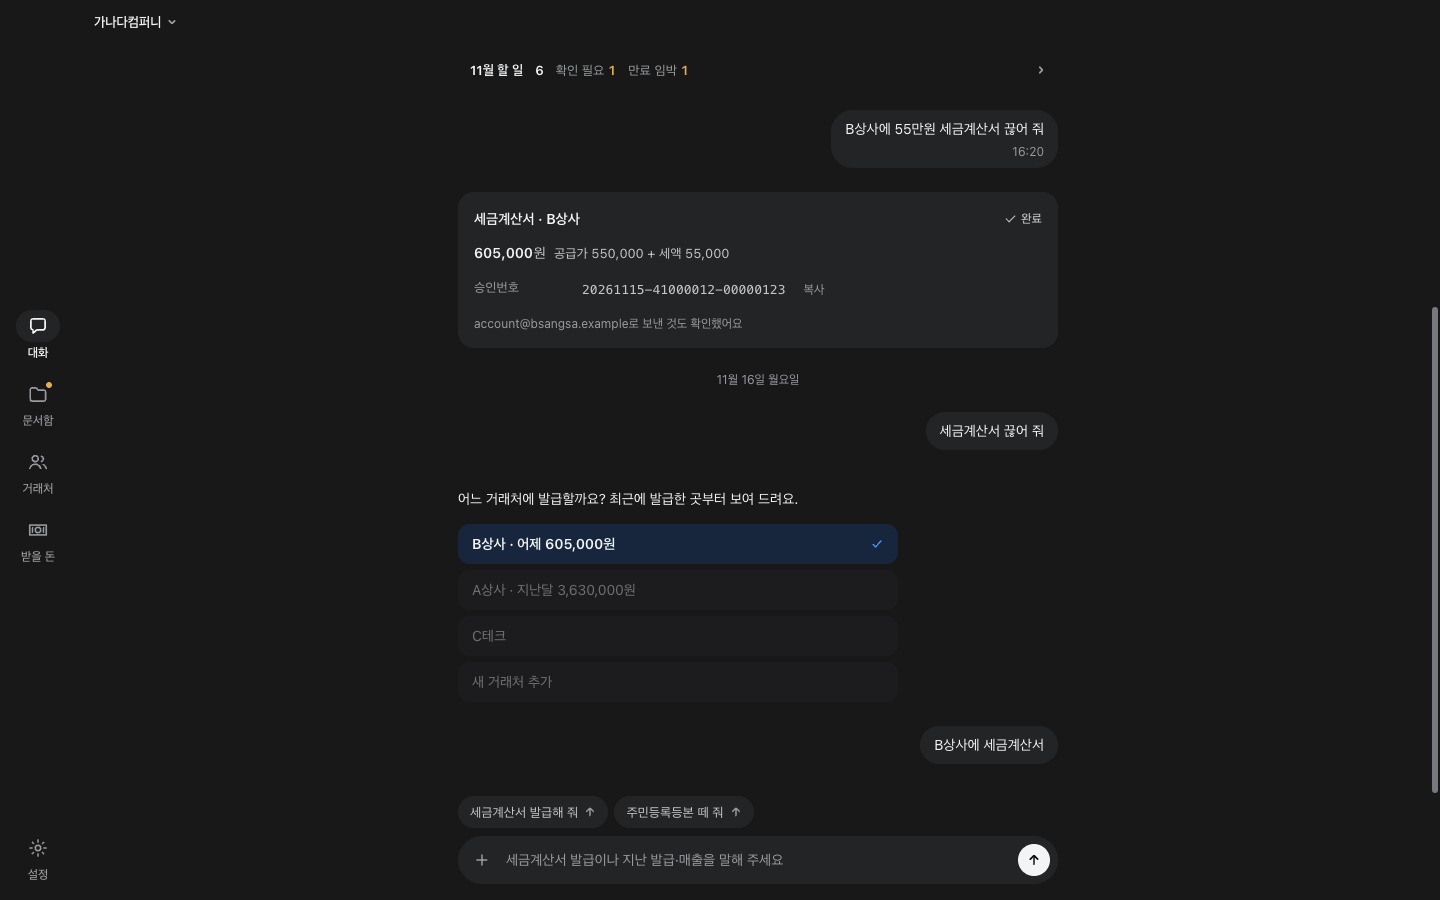 가나다컴퍼니
11월 할 일 6 확인 필요 1 만료 임박 1
B상사에 55만원 세금계산서 끊어 줘
16:20
세금계산서 · B상사
완료
605,000원 공급가 550,000 + 세액 55,000
승인번호 20261115-41000012-00000123 복사
account@bsangsa.example로 보낸 것도 확인했어요
11월 16일 월요일
세금계산서 끊어 줘
어느 거래처에 발급할까요? 최근에 발급한 곳부터 보여 드려요.
B상사 · 어제 605,000원
A상사 · 지난달 3,630,000원
C테크
새 거래처 추가
B상사에 세금계산서
세금계산서 발급해 줘
주민등록등본 떼 줘
세금계산서 발급이나 지난 발급·매출을 말해 주세요
대화
문서함
거래처
받을 돈
설정